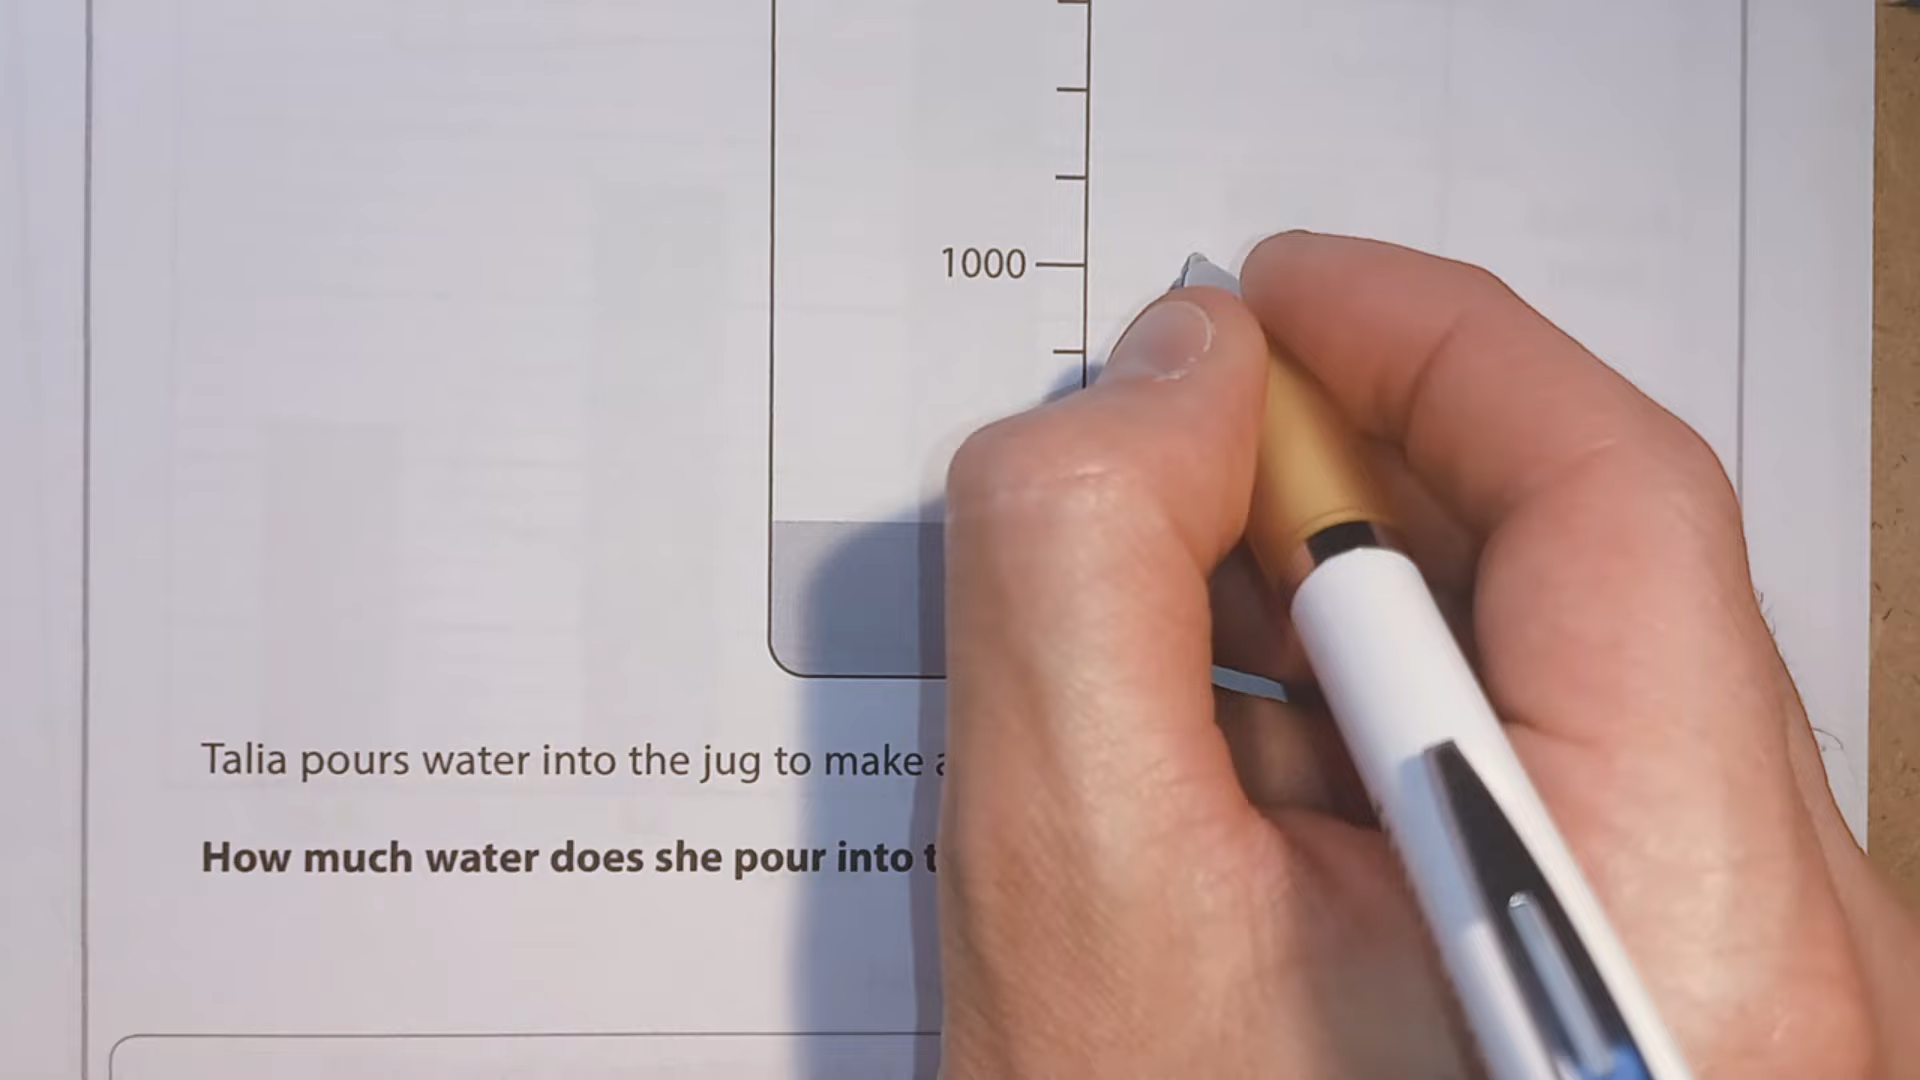 1000
Talia pours water into the jug to make
How much water does she pour into